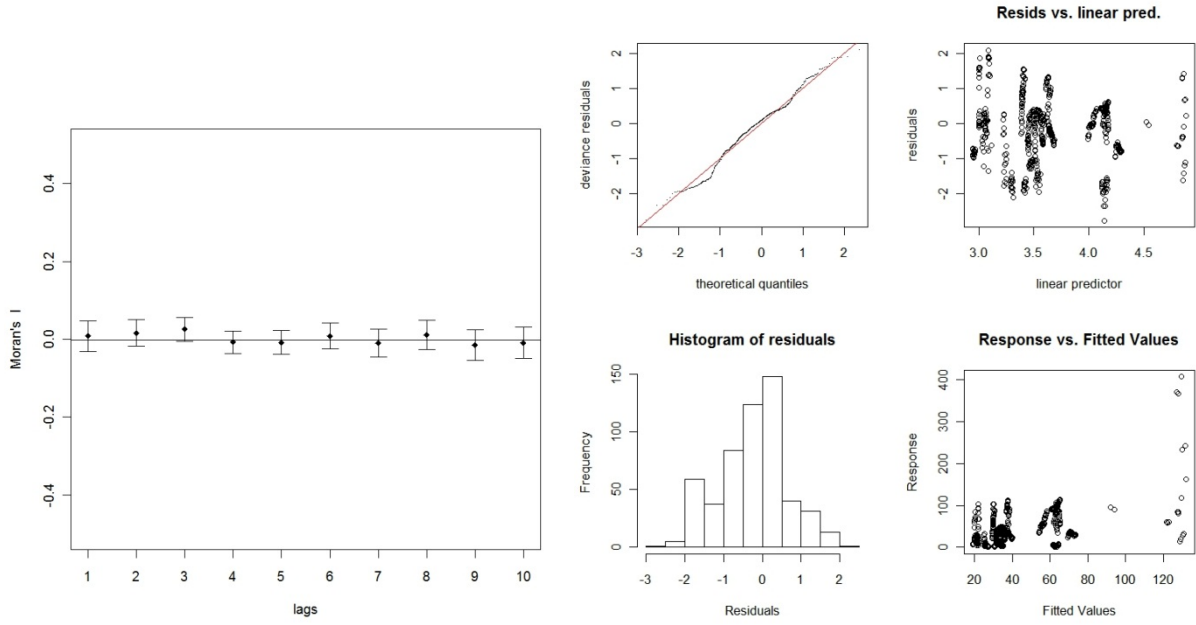 Moran's I
0.4
0.2
0.0
-0.2
-0.4
1 2 3 4 5 6 7 8 9 10
lags
deviance residuals
2
1
0
-1
-2
-3 -2 -1 0 1 2
theoretical quantiles
Resids vs. linear pred.
residuals
2
1
0
-1
-2
3.0 3.5 4.0 4.5
linear predictor
Histogram of residuals
Frequency
150
100
50
0
-3 -2 -1 0 1 2
Residuals
Response vs. Fitted Values
Response
400
300
200
100
0
20 40 60 80 100 120
Fitted Values